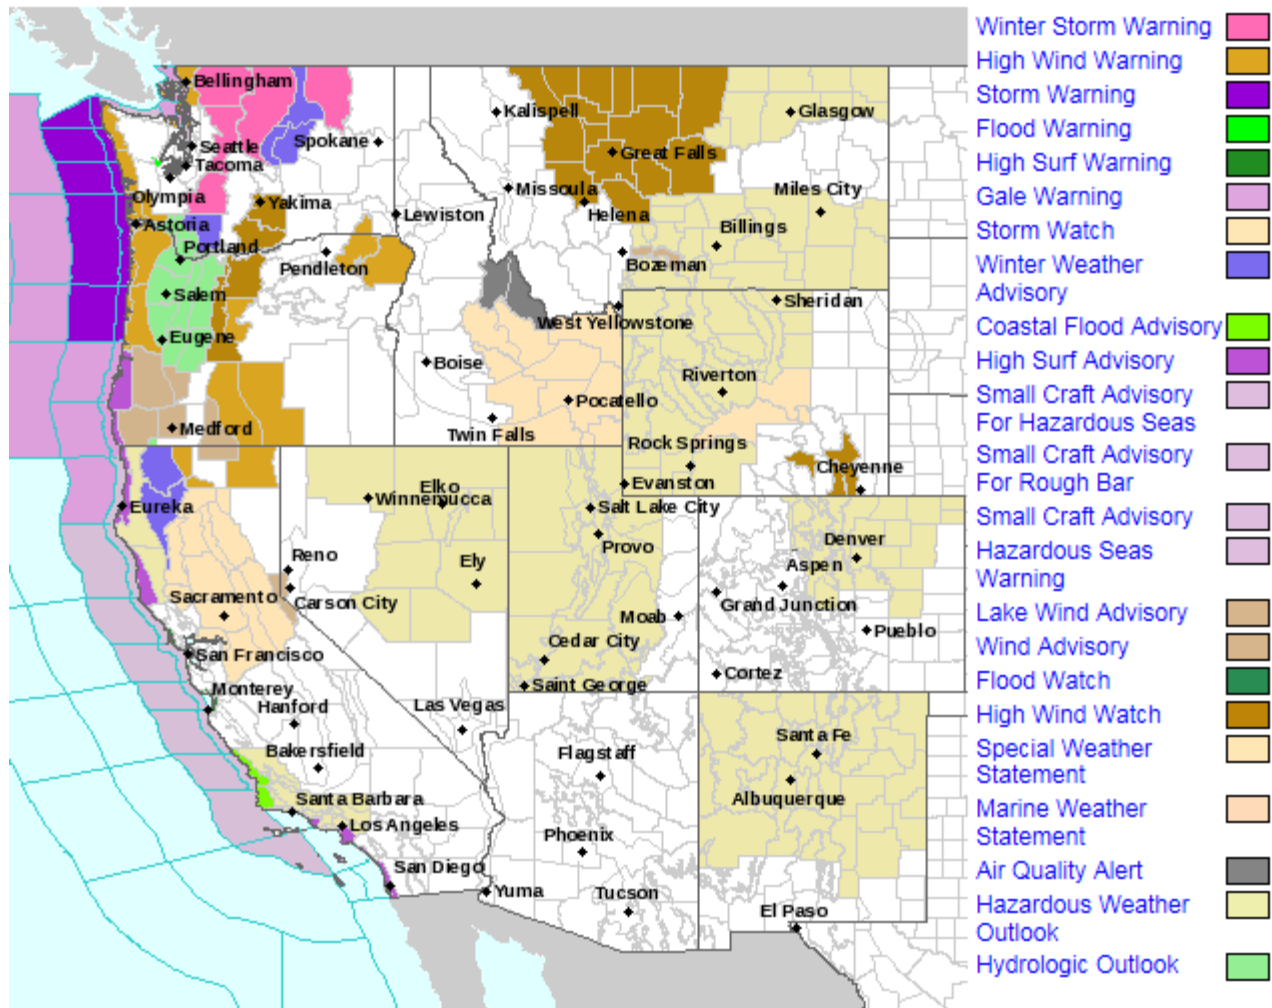 Winter Storm Warning
High Wind Warning
Storm Warning
Flood Warning
High Surf Warning
Gale Warning
Storm Watch
Winter Weather
Advisory
Coastal Flood Advisory
High Surf Advisory
Small Craft Advisory
For Hazardous Seas
Small Craft Advisory
For Rough Bar
Small Craft Advisory
Hazardous Seas
Warning
Lake Wind Advisory
Wind Advisory
Flood Watch
High Wind Watch
Special Weather
Statement
Marine Weather
Statement
Air Quality Alert
Hazardous Weather
Outlook
Hydrologic Outlook
Bellingham
Kalispell
Glasgow
Seattle
Spokane
Great Falls
Tacoma
Olympia
Missoula
Miles City
Yakima
Lewiston
Helena
Astoria
Billings
Portland
Pendleton
Bozeman
Salem
Sheridan
West Yellowstone
Eugene
Boise
Riverton
Pocatello
Medford
Twin Falls
Rock Springs
Cheyenne
Evanston
Elko
Winnemucca
Eureka
Salt Lake City
Denver
Provo
Reno
Ely
Aspen
Sacramento
Carson City
Grand Junction
Moab
Pueblo
Cedar City
San Francisco
Cortez
Saint George
Monterey
Hanford
Las Vegas
Santa Fe
Bakersfield
Flagstaff
Albuquerque
Santa Barbara
Los Angeles
Phoenix
San Diego
Yuma
Tucson
El Paso